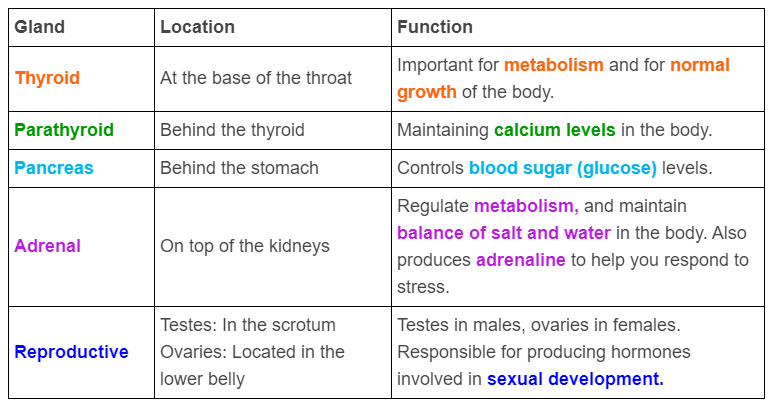 Gland Location Function
Thyroid
At the base of the throat
Important for metabolism and for normal
growth of the body.
Parathyroid
Behind the thyroid
Maintaining calcium levels in the body.
Pancreas
Behind the stomach
Controls blood sugar (glucose) levels.
Adrenal
On top of the kidneys
Regulate metabolism, and maintain
balance of salt and water in the body. Also
produces adrenaline to help you respond to
stress.
Reproductive
Testes: In the scrotum
Ovaries: Located in the
lower belly
Testes in males, ovaries in females.
Responsible for producing hormones
involved in sexual development.